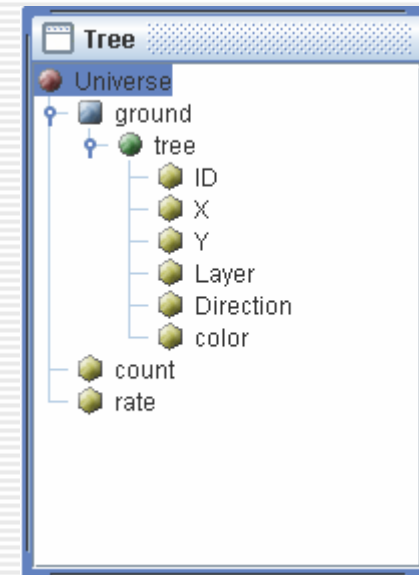 Tree
Universe
ground
tree
ID
X
Y
Layer
Direction
color
count
rate